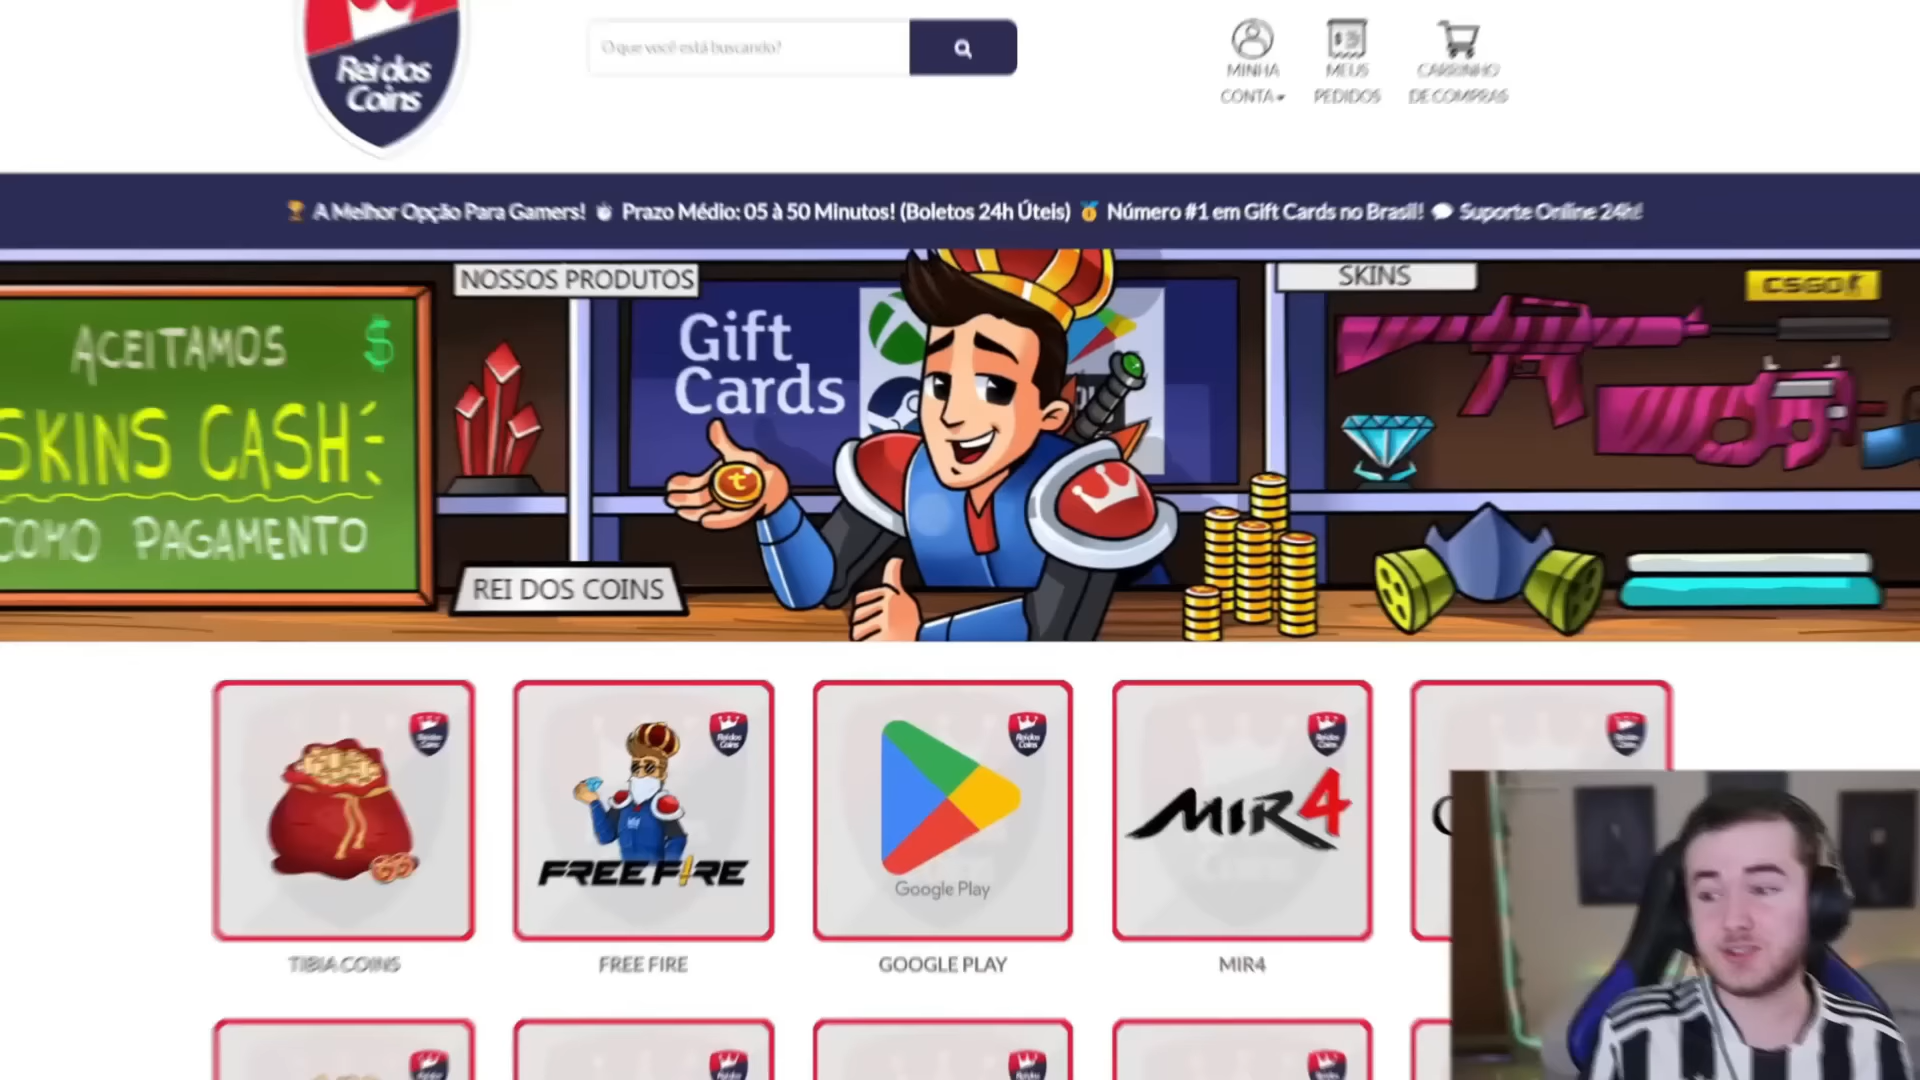 Rei dos
Coins
O que você está buscando?
MINHA
CONTA
MEUS
PEDIDOS
CARRINHO
DE COMPRAS
A Melhor Opção Para Gamers! Prazo Médio: 05 à 50 Minutos! (Boletos 24h Úteis) Número #1 em Gift Cards no Brasil! Suporte Online 24h!
ACEITAMOS $
SKINS CASH
COMO PAGAMENTO
NOSSOS PRODUTOS
Gift
Cards
REI DOS COINS
SKINS
CSGO
FREE FIRE
Google Play
MIR4
TIBIA COINS
FREE FIRE
GOOGLE PLAY
MIR4